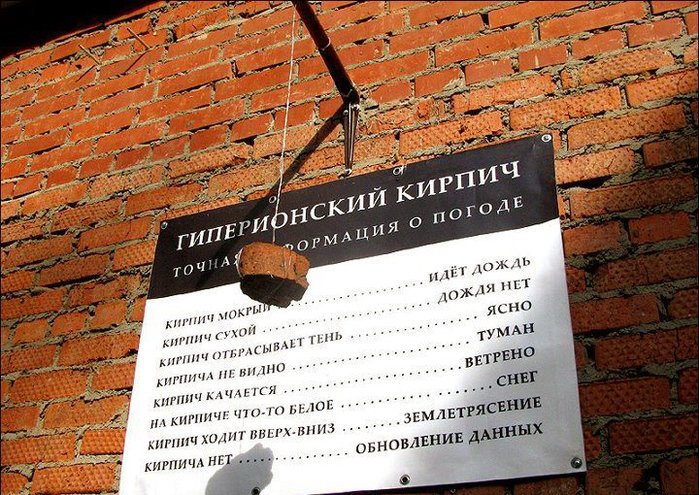 ГИПЕРИОНСКИЙ КИРПИЧ
ТОЧНАЯ ФОРМАЦИЯ О ПОГОДЕ
КИРПИЧ МОКРЫЙ ........................ ИДЁТ ДОЖДЬ
КИРПИЧ СУХОЙ ........................ ДОЖДЯ НЕТ
КИРПИЧ ОТБРАСЫВАЕТ ТЕНЬ ........................ ЯСНО
КИРПИЧА НЕ ВИДНО ........................ ТУМАН
КИРПИЧ КАЧАЕТСЯ ........................ ВЕТРЕНО
НА КИРПИЧЕ ЧТО-ТО БЕЛОЕ ........................ СНЕГ
КИРПИЧ ХОДИТ ВВЕРХ-ВНИЗ ........ ЗЕМЛЕТРЯСЕНИЕ
КИРПИЧА НЕТ .......... ОБНОВЛЕНИЕ ДАННЫХ